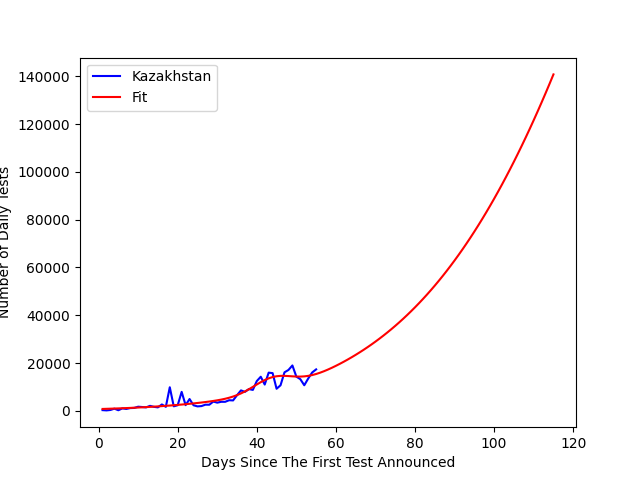 Kazakhstan
Fit
140000
120000
100000
80000
60000
40000
20000
0
Number of Daily Tests
0 20 40 60 80 100 120
Days Since The First Test Announced